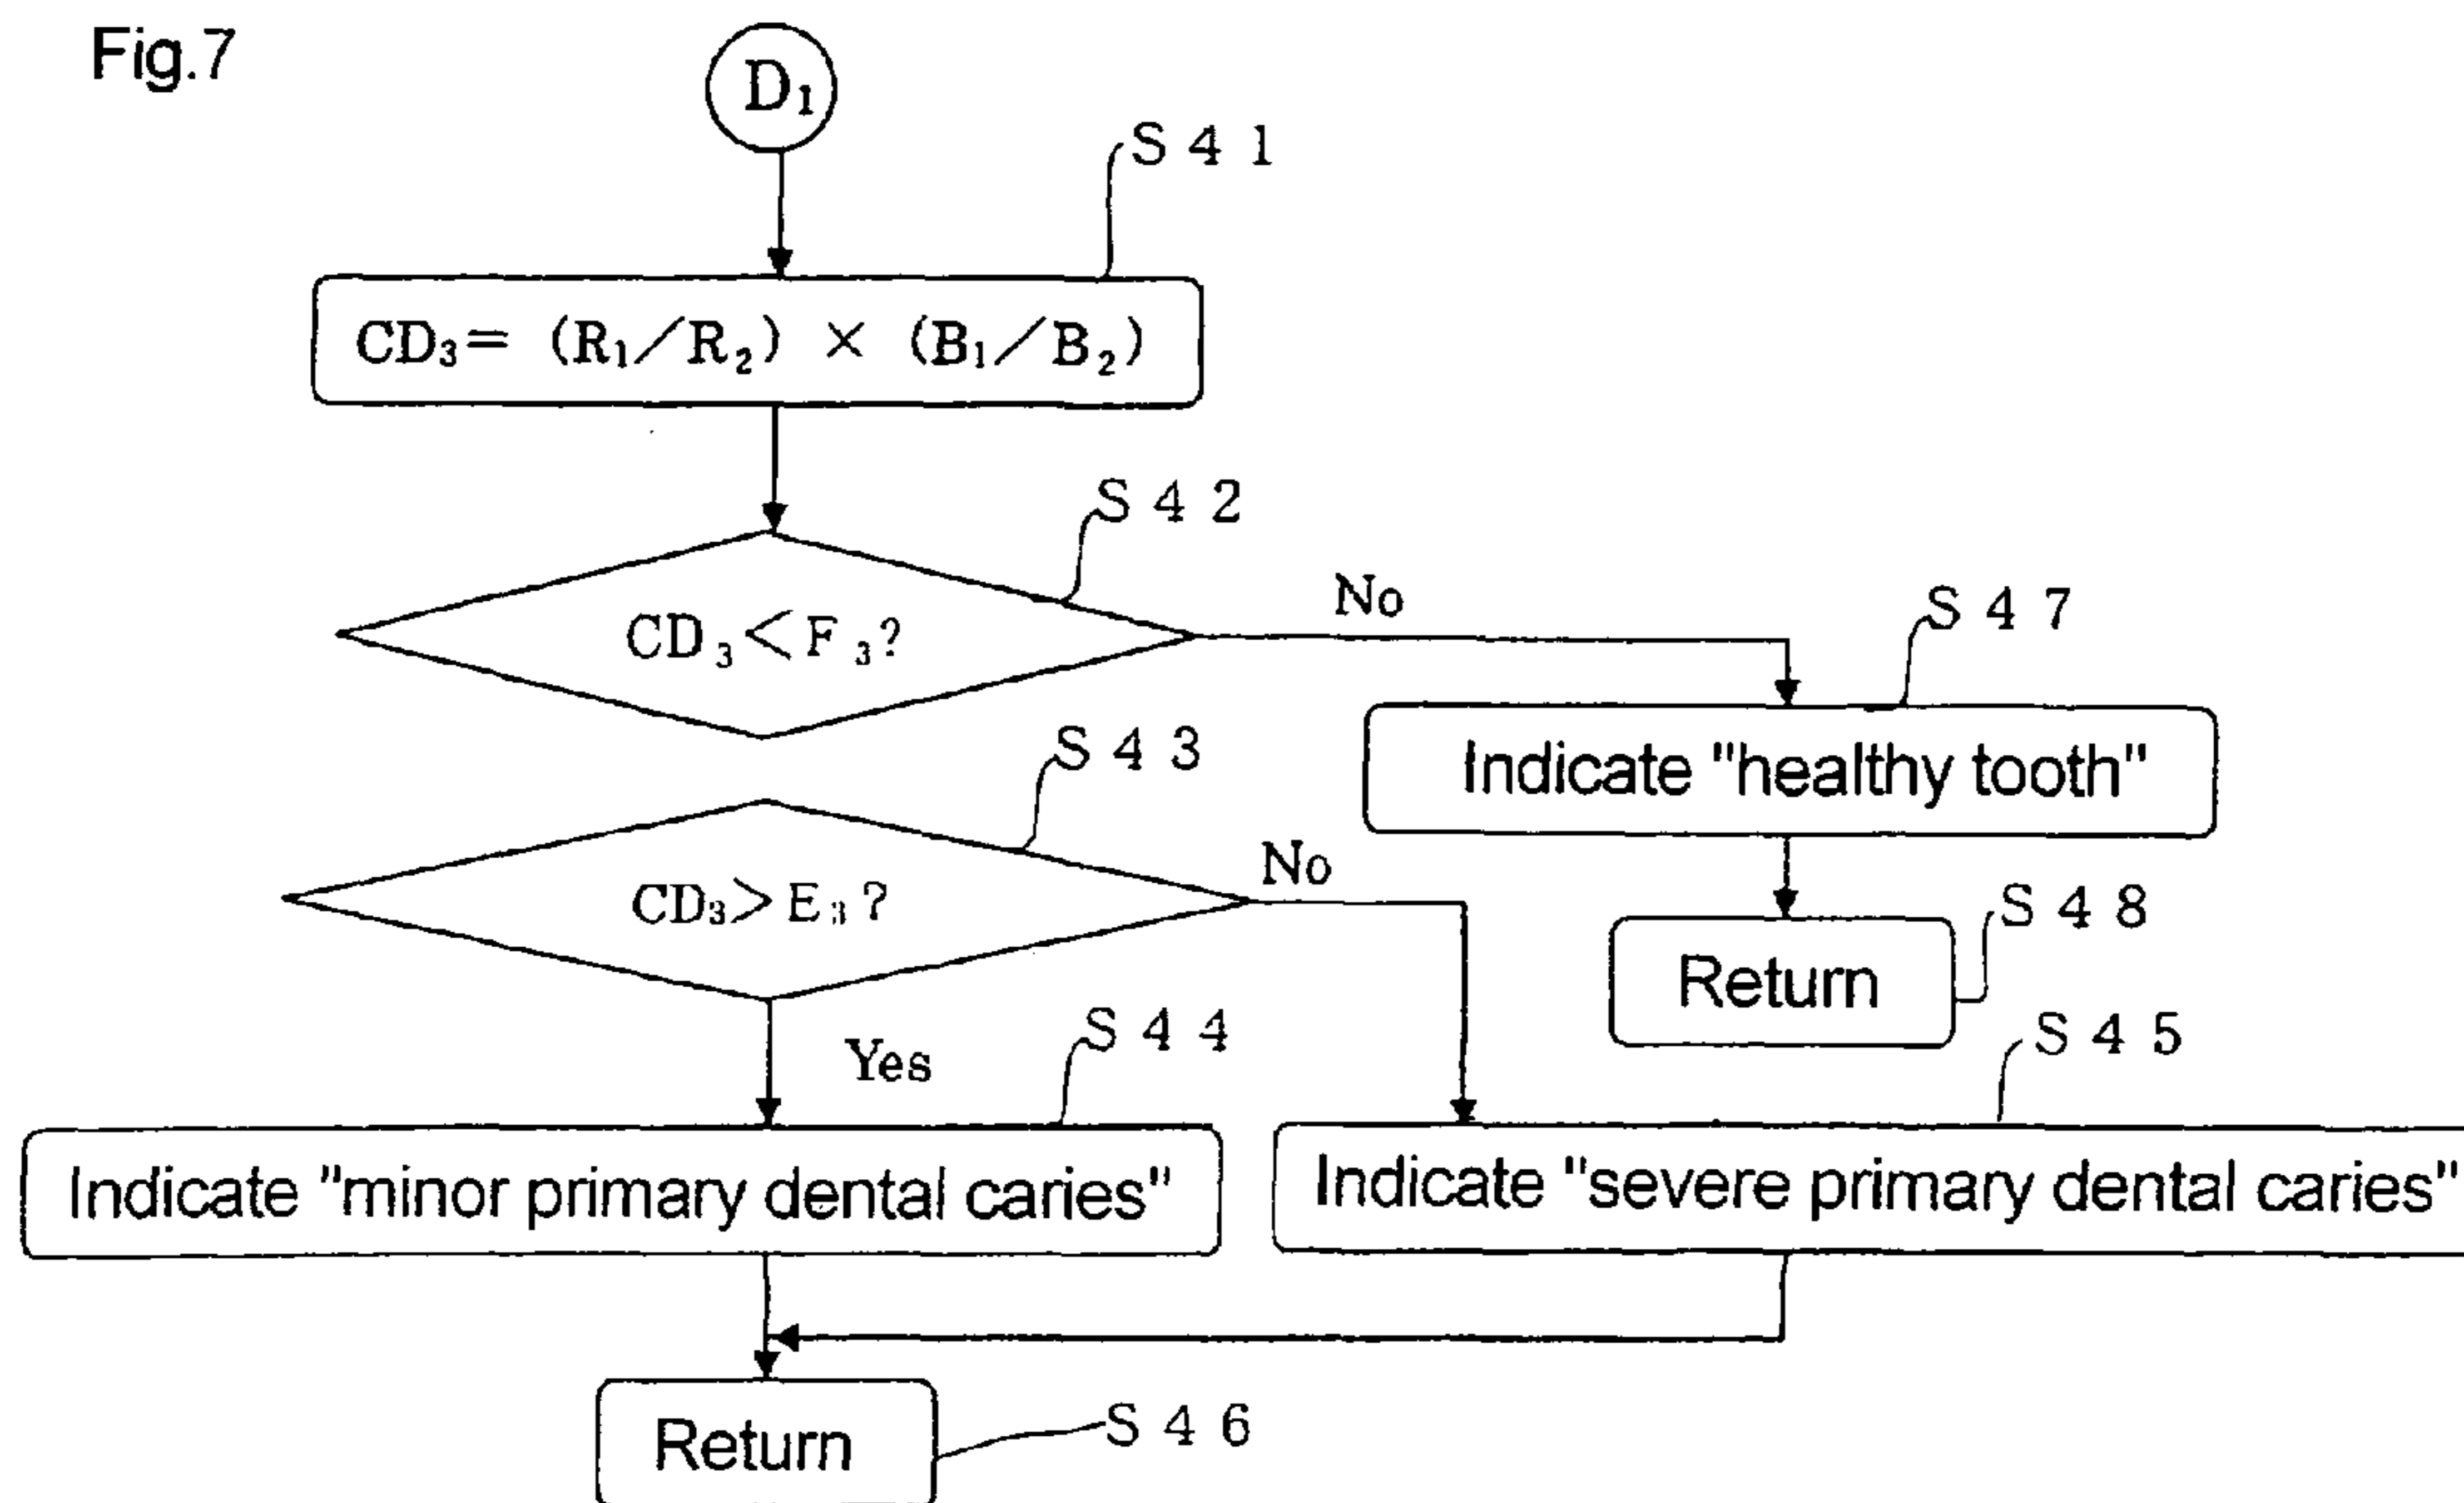 Fig.7
D₁
S41
CD₃= (R₁/R₂) × (B₁/B₂)
S42
CD₃<F₃?
No
S47
Indicate "healthy tooth"
S43
CD₃>E₃?
No
S48
Return
Yes
S44
S45
Indicate "minor primary dental caries"
Indicate "severe primary dental caries"
Return
S46